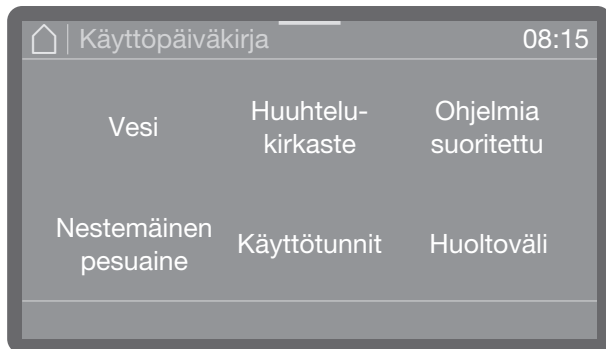 Käyttöpäiväkirja 08:15
Vesi
Huuhtelu-
kirkaste
Ohjelmia
suoritettu
Nestemäinen
pesuaine
Käyttötunnit
Huoltoväli